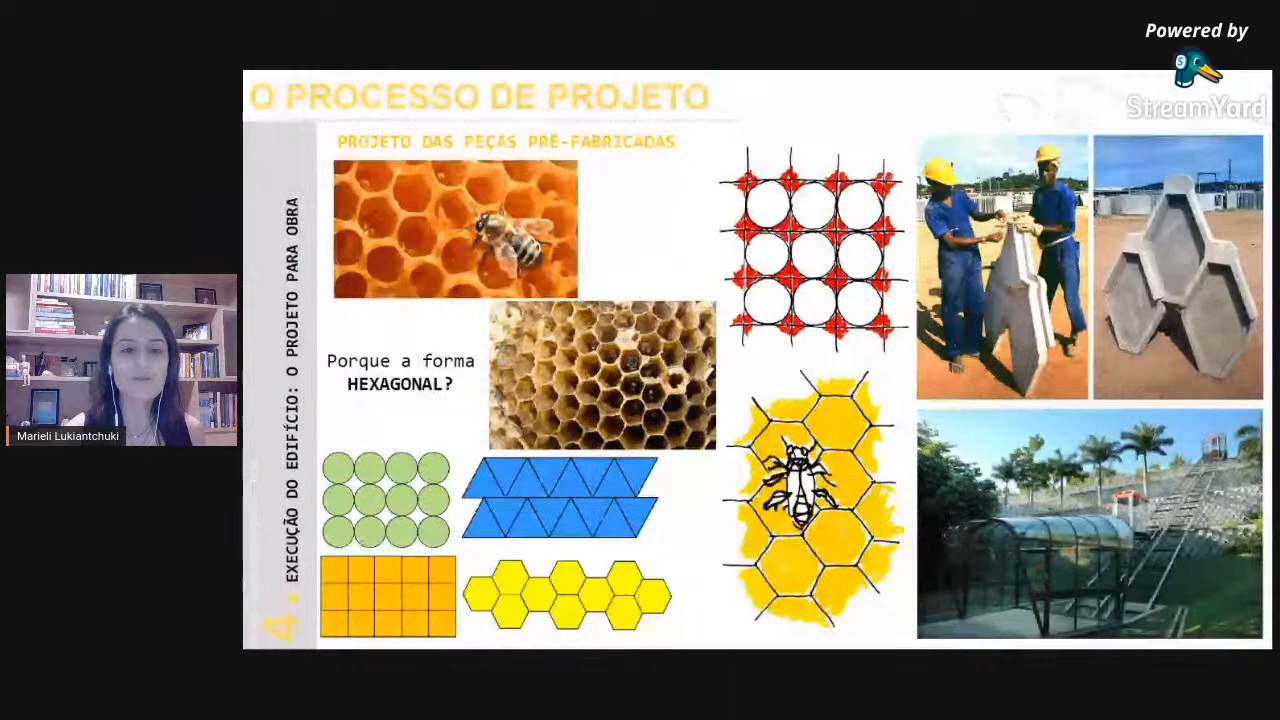 Powered by
StreamYard
O PROCESSO DE PROJETO
PROJETO DAS PEÇAS PRÉ-FABRICADAS
4. EXECUÇÃO DO EDIFÍCIO: O PROJETO PARA OBRA
Porque a forma
HEXAGONAL?
Marieli Lukiantchuki